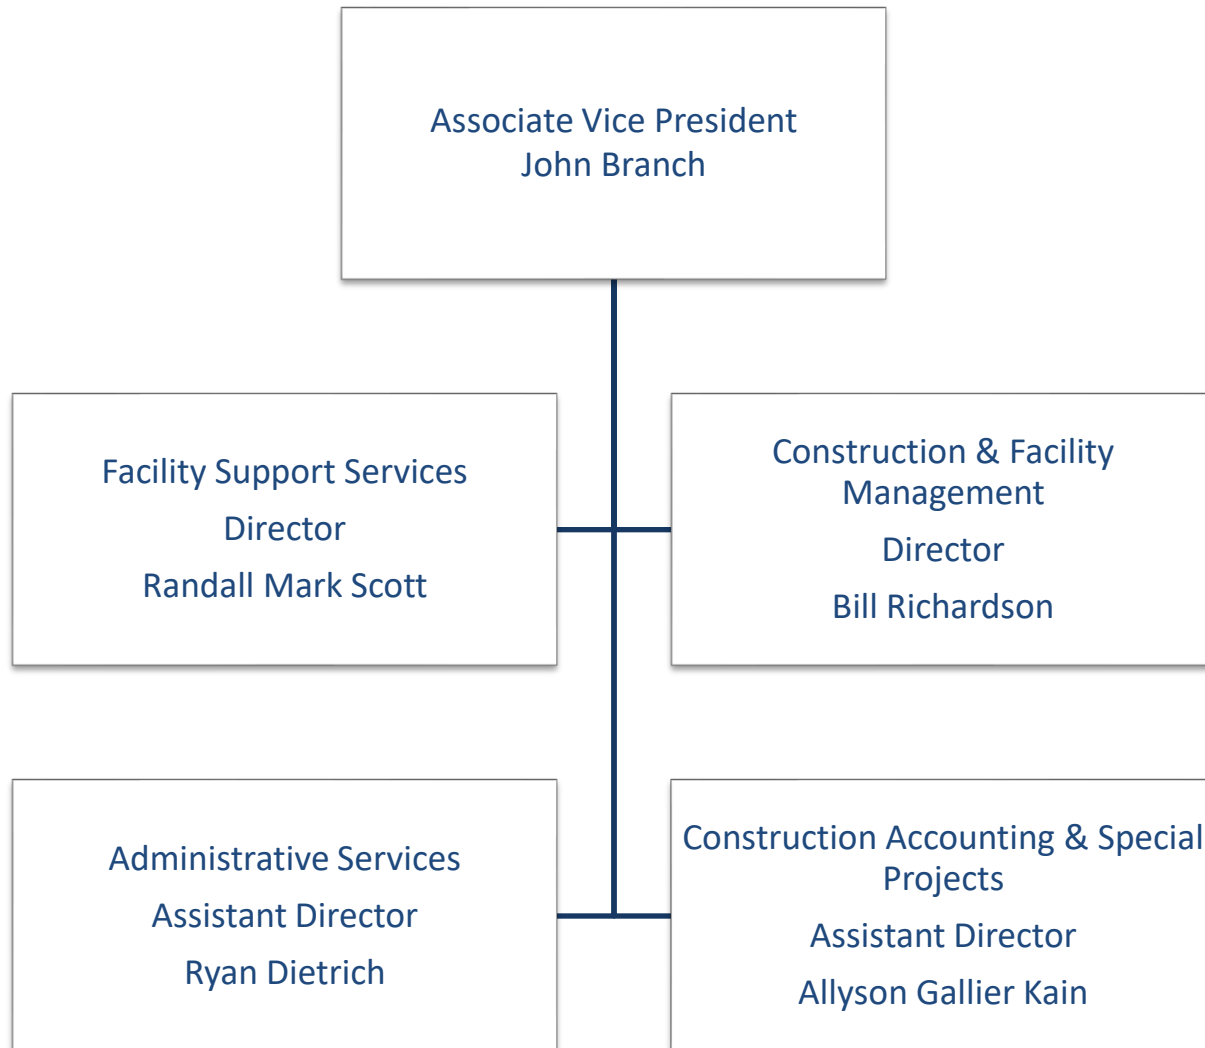 Associate Vice President
John Branch
Facility Support Services
Director
Randall Mark Scott
Construction & Facility
Management
Director
Bill Richardson
Administrative Services
Assistant Director
Ryan Dietrich
Construction Accounting & Special
Projects
Assistant Director
Allyson Gallier Kain